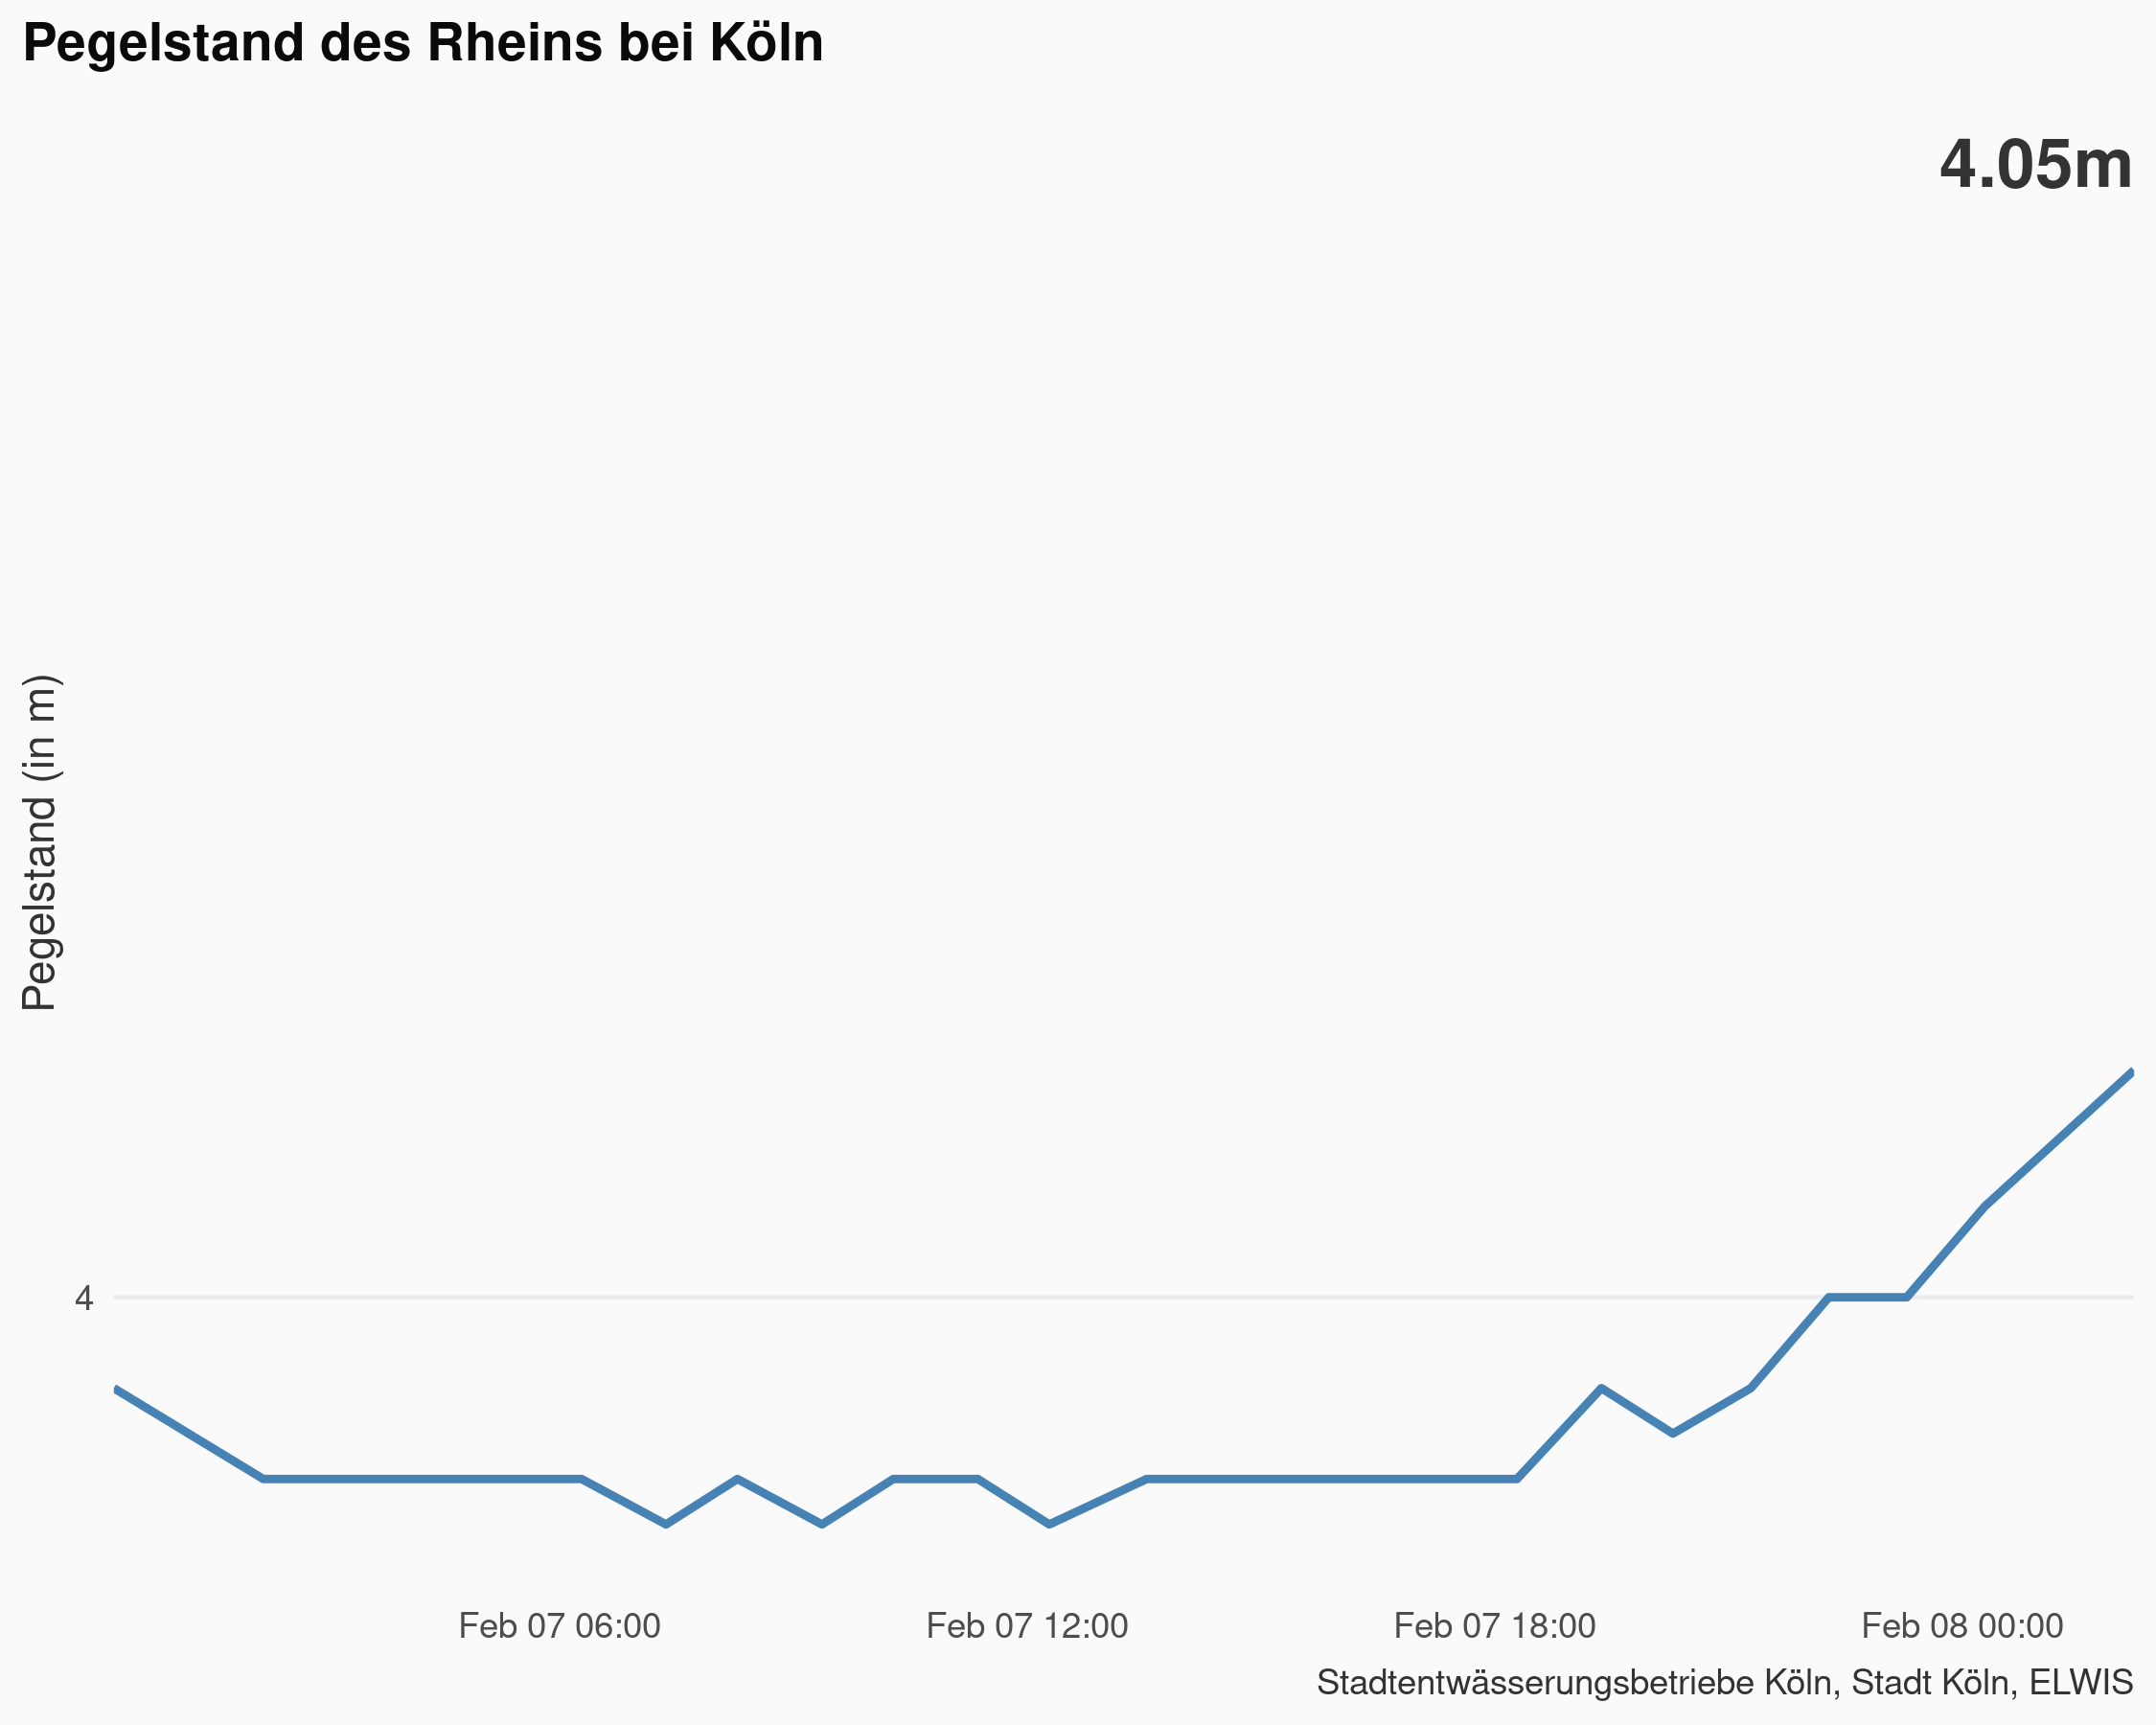 Pegelstand des Rheins bei Köln
4.05m
Pegelstand (in m)
4
Feb 07 06:00
Feb 07 12:00
Feb 07 18:00
Feb 08 00:00
Stadtentwässerungsbetriebe Köln, Stadt Köln, ELWIS